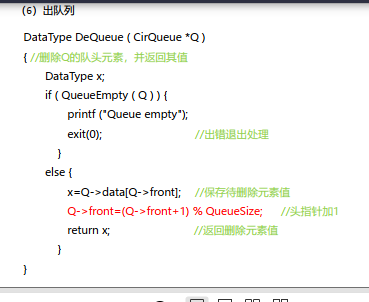 （6）出队列
DataType DeQueue ( CirQueue *Q )
{ //删除Q的队头元素，并返回其值
DataType x;
if ( QueueEmpty ( Q ) ) {
printf ("Queue empty");
exit(0); //出错退出处理
}
else {
x=Q->data[Q->front]; //保存待删除元素值
Q->front=(Q->front+1) % QueueSize; //头指针加1
return x; //返回删除元素值
}
}